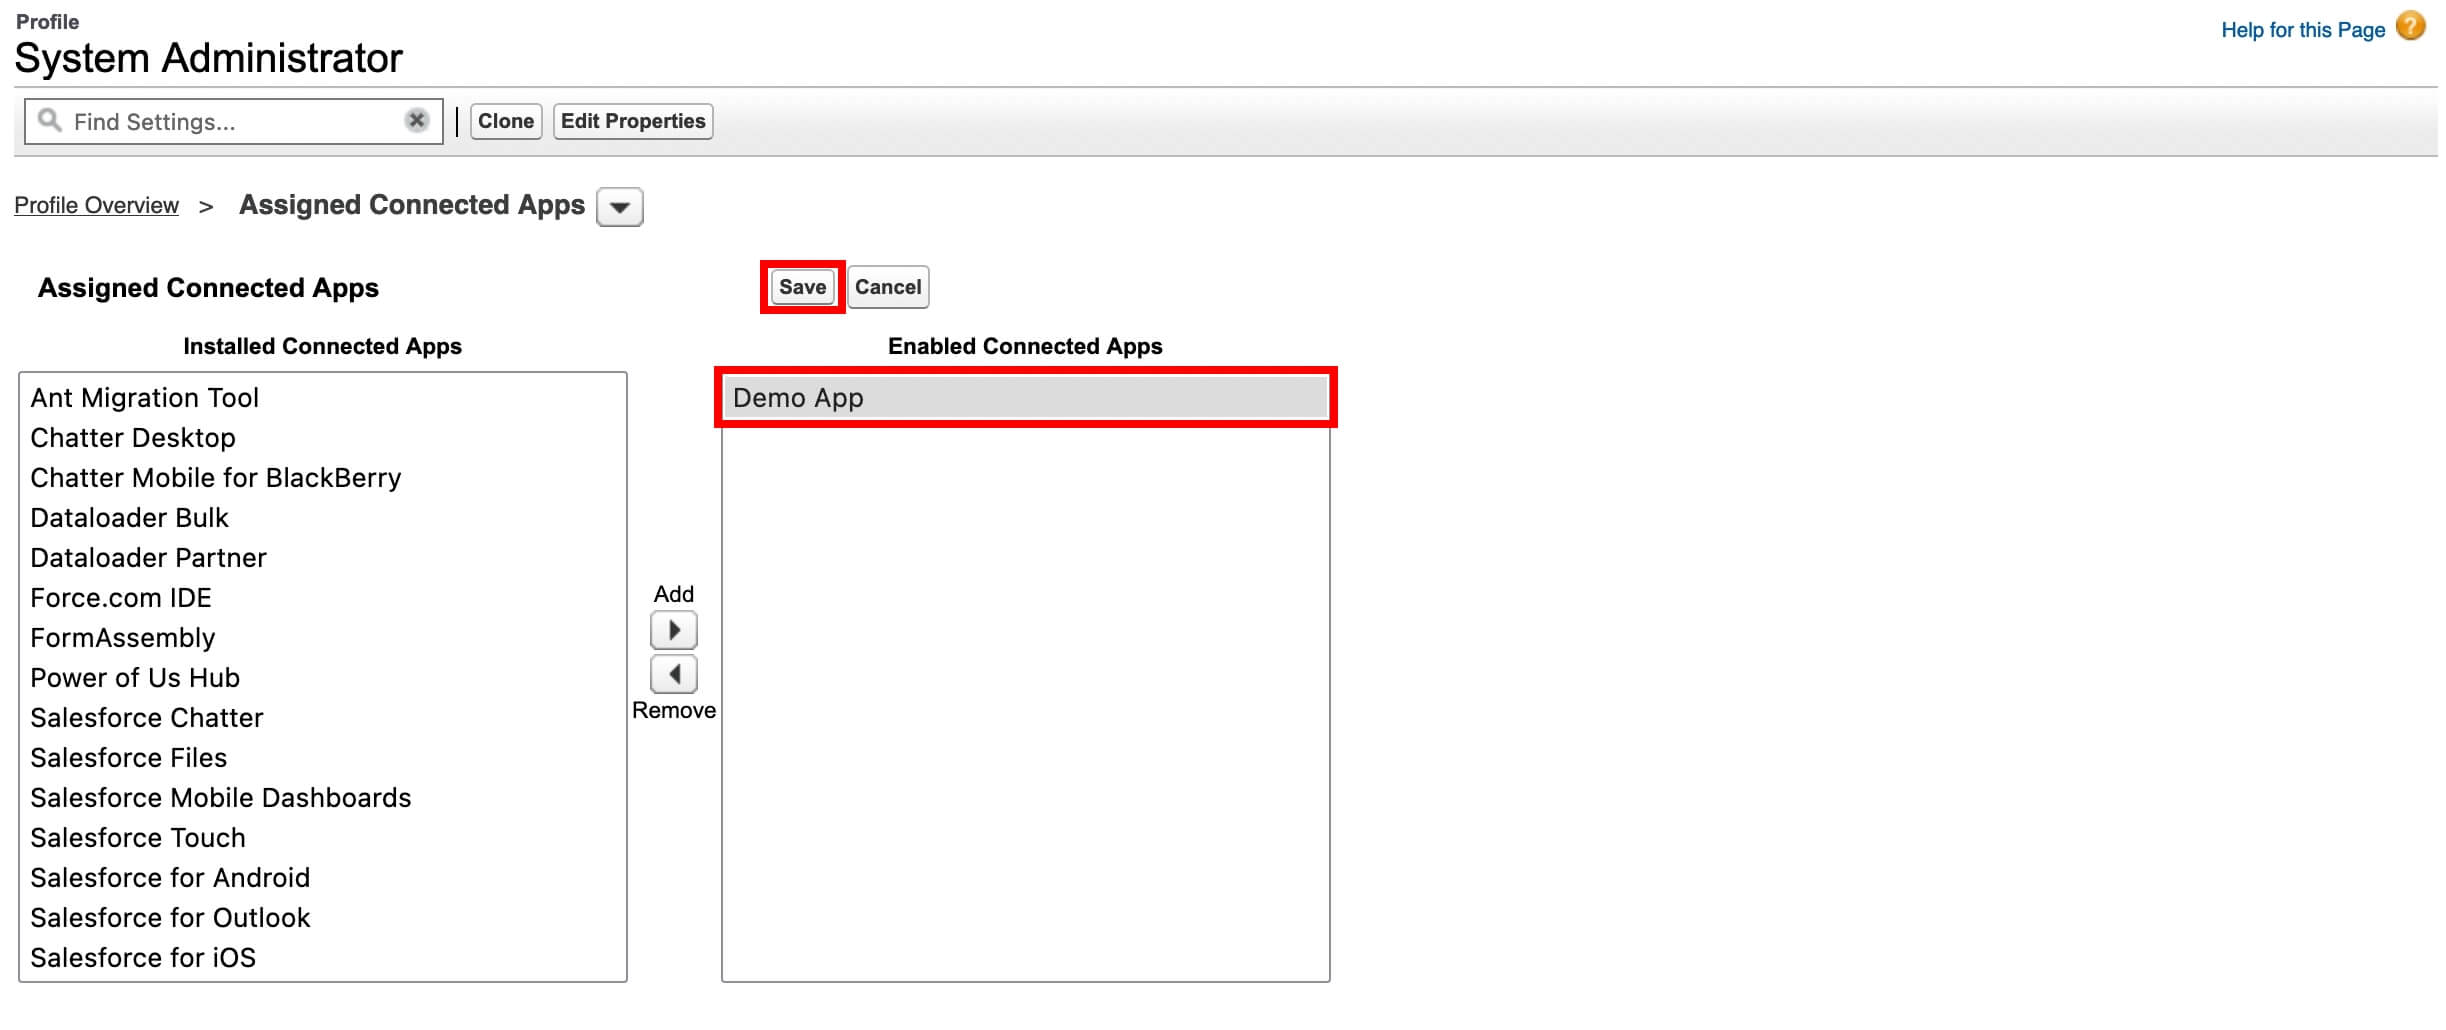 Profile
System Administrator
Help for this Page ?
Find Settings...
Clone
Edit Properties
Profile Overview > Assigned Connected Apps
Assigned Connected Apps
Save
Cancel
Installed Connected Apps
Ant Migration Tool
Chatter Desktop
Chatter Mobile for BlackBerry
Dataloader Bulk
Dataloader Partner
Force.com IDE
FormAssembly
Power of Us Hub
Salesforce Chatter
Salesforce Files
Salesforce Mobile Dashboards
Salesforce Touch
Salesforce for Android
Salesforce for Outlook
Salesforce for iOS
Add
Remove
Enabled Connected Apps
Demo App